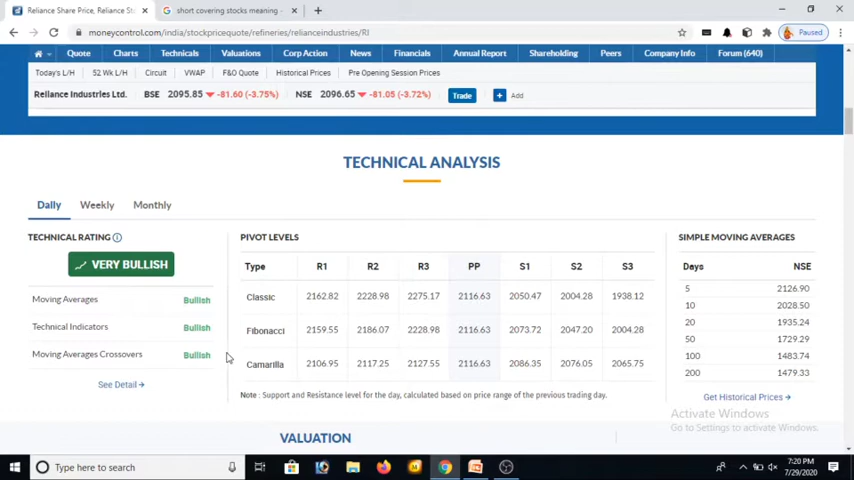 Reliance Share Price, Reliance Sto
short covering stocks meaning -
moneycontrol.com/india/stockpricequote/refineries/relianceindustries/RI
Paused
Quote Charts Technicals Valuations Corp Action News Financials Annual Report Shareholding Peers Company Info Forum (640)
Today's L/H 52 Wk L/H Circuit VWAP F&O Quote Historical Prices Pre Opening Session Prices
Reliance Industries Ltd. BSE 2095.85 -81.60 (-3.75%) NSE 2096.65 -81.05 (-3.72%) Trade + Add
TECHNICAL ANALYSIS
Daily Weekly Monthly
TECHNICAL RATING
VERY BULLISH
Moving Averages Bullish
Technical Indicators Bullish
Moving Averages Crossovers Bullish
See Detail
PIVOT LEVELS
Type R1 R2 R3 PP S1 S2 S3
Classic 2162.82 2228.98 2275.17 2116.63 2050.47 2004.28 1938.12
Fibonacci 2159.55 2186.07 2228.98 2116.63 2073.72 2047.20 2004.28
Camarilla 2106.95 2117.25 2127.55 2116.63 2086.35 2076.05 2065.75
Note : Support and Resistance level for the day, calculated based on price range of the previous trading day.
SIMPLE MOVING AVERAGES
Days NSE
5 2126.90
10 2028.50
20 1935.24
50 1729.29
100 1483.74
200 1479.33
Get Historical Prices
Activate Windows
Go to Settings to activate Windows.
VALUATION
Type here to search
7:20 PM
7/29/2020